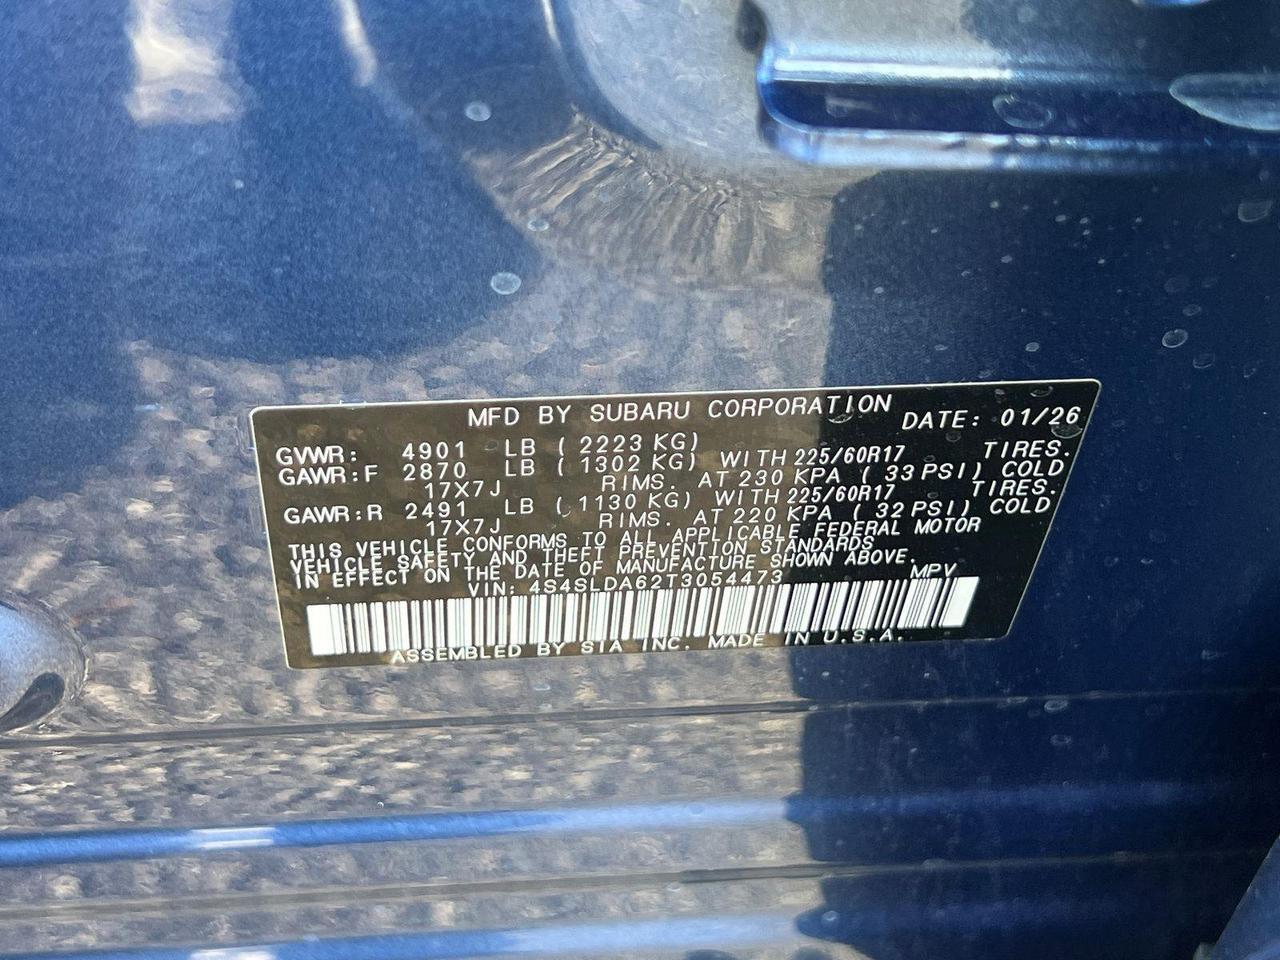 MFD BY SUBARU CORPORATION DATE: 01/26
GVWR: 4901 LB ( 2223 KG)
GAWR:F 2870 LB ( 1302 KG) WITH 225/60R17 TIRES.
17X7J RIMS. AT 230 KPA ( 33 PSI) COLD
GAWR:R 2491 LB ( 1130 KG) WITH 225/60R17 TIRES.
17X7J RIMS. AT 220 KPA ( 32 PSI) COLD
THIS VEHICLE CONFORMS TO ALL APPLICABLE FEDERAL MOTOR
VEHICLE SAFETY AND THEFT PREVENTION STANDARDS
IN EFFECT ON THE DATE OF MANUFACTURE SHOWN ABOVE.
VIN: 4S4SLDA62T3054473 MPV
ASSEMBLED BY SIA INC. MADE IN U.S.A.